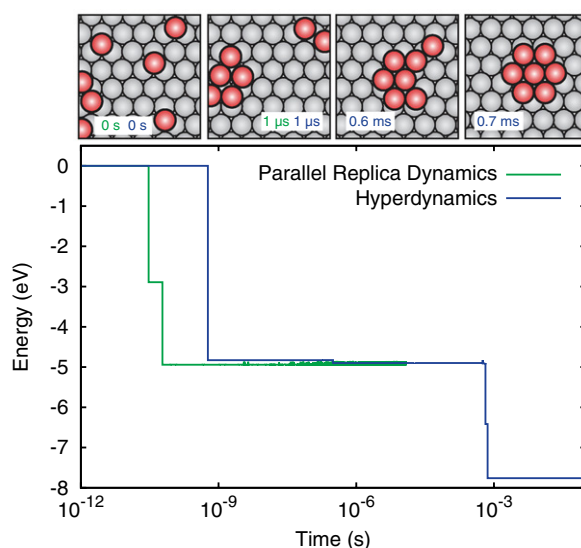 0 s 0 s
1 µs 1 µs
0.6 ms
0.7 ms
Parallel Replica Dynamics
Hyperdynamics
0
-1
-2
-3
-4
-5
-6
-7
-8
Energy (eV)
10⁻¹² 10⁻⁹ 10⁻⁶ 10⁻³
Time (s)